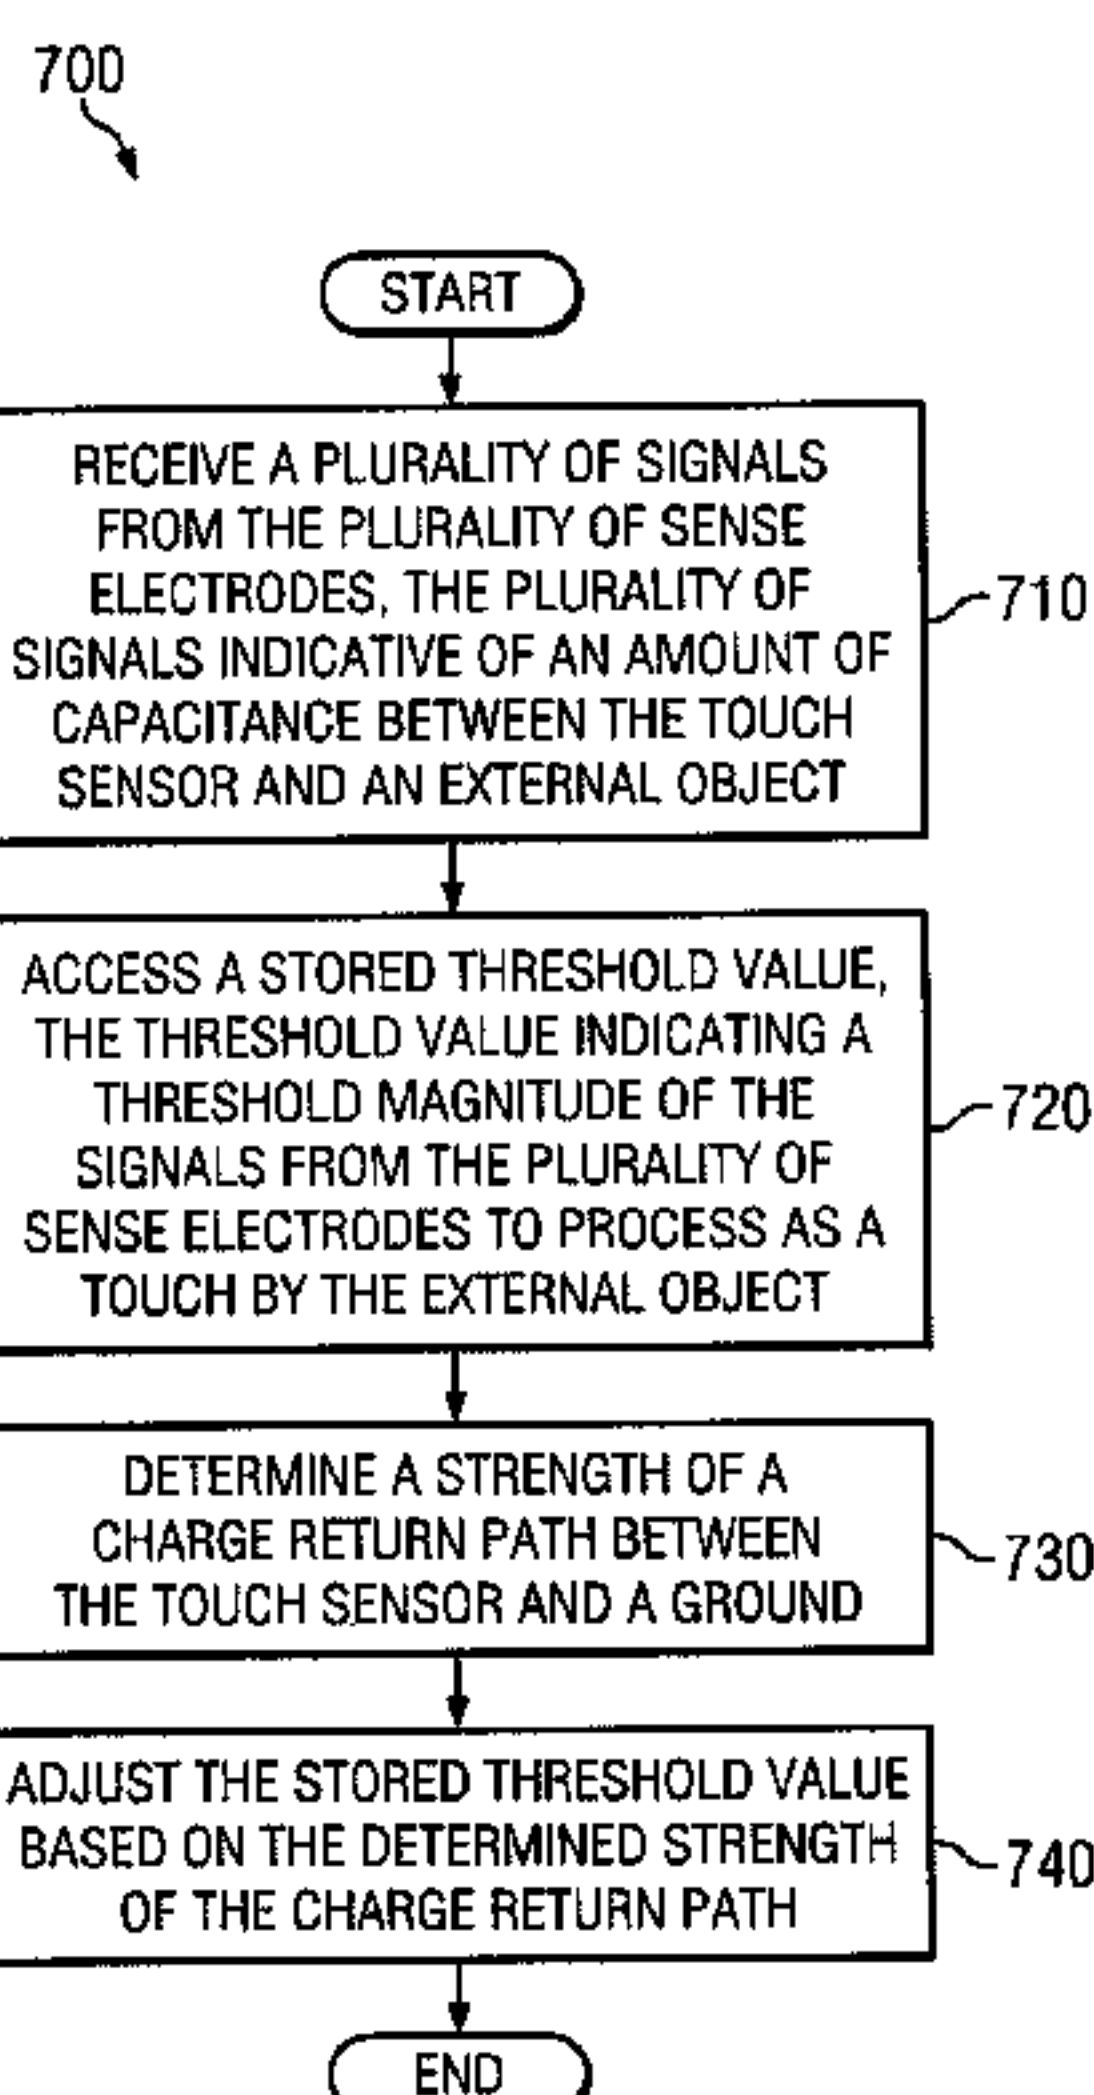 700
START
RECEIVE A PLURALITY OF SIGNALS
FROM THE PLURALITY OF SENSE
ELECTRODES, THE PLURALITY OF
SIGNALS INDICATIVE OF AN AMOUNT OF
CAPACITANCE BETWEEN THE TOUCH
SENSOR AND AN EXTERNAL OBJECT
710
ACCESS A STORED THRESHOLD VALUE,
THE THRESHOLD VALUE INDICATING A
THRESHOLD MAGNITUDE OF THE
SIGNALS FROM THE PLURALITY OF
SENSE ELECTRODES TO PROCESS AS A
TOUCH BY THE EXTERNAL OBJECT
720
DETERMINE A STRENGTH OF A
CHARGE RETURN PATH BETWEEN
THE TOUCH SENSOR AND A GROUND
730
ADJUST THE STORED THRESHOLD VALUE
BASED ON THE DETERMINED STRENGTH
OF THE CHARGE RETURN PATH
740
END